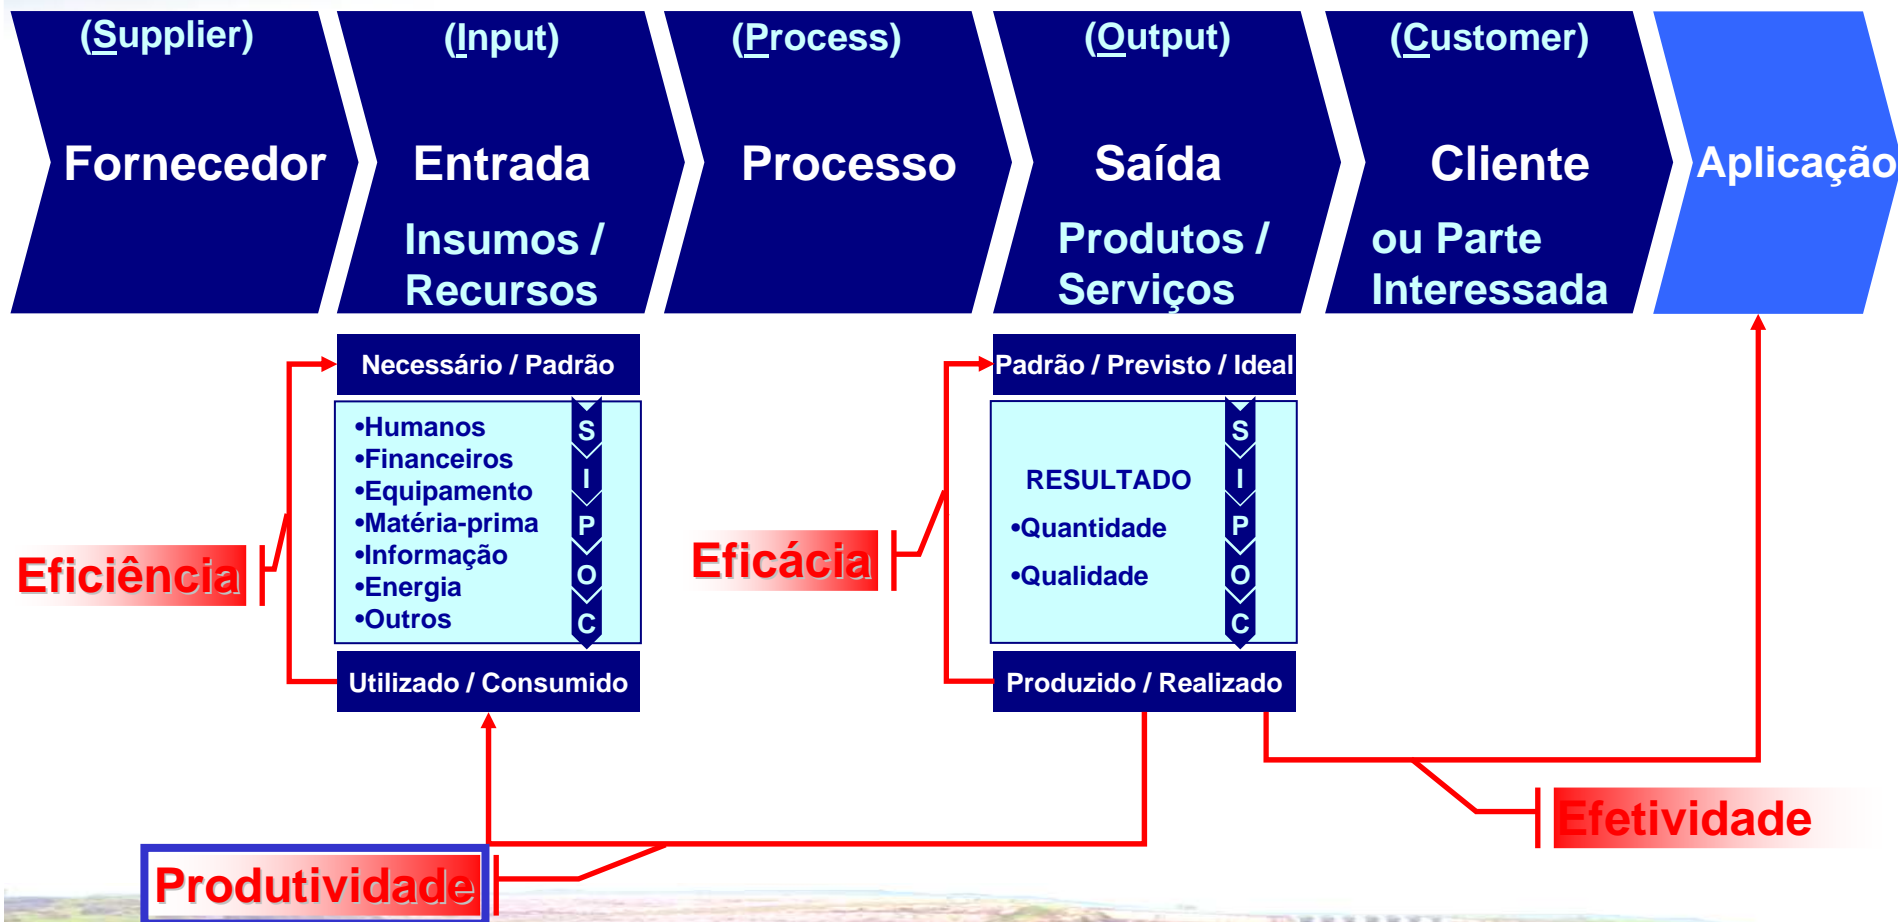 (Supplier)
Fornecedor
(Input)
Entrada
Insumos /
Recursos
(Process)
Processo
(Output)
Saída
Produtos /
Serviços
(Customer)
Cliente
ou Parte
Interessada
Aplicação
Necessário / Padrão
•Humanos
•Financeiros
•Equipamento
•Matéria-prima
•Informação
•Energia
•Outros
S
I
P
O
C
Utilizado / Consumido
Eficiência
Padrão / Previsto / Ideal
RESULTADO
•Quantidade
•Qualidade
S
I
P
O
C
Produzido / Realizado
Eficácia
Efetividade
Produtividade